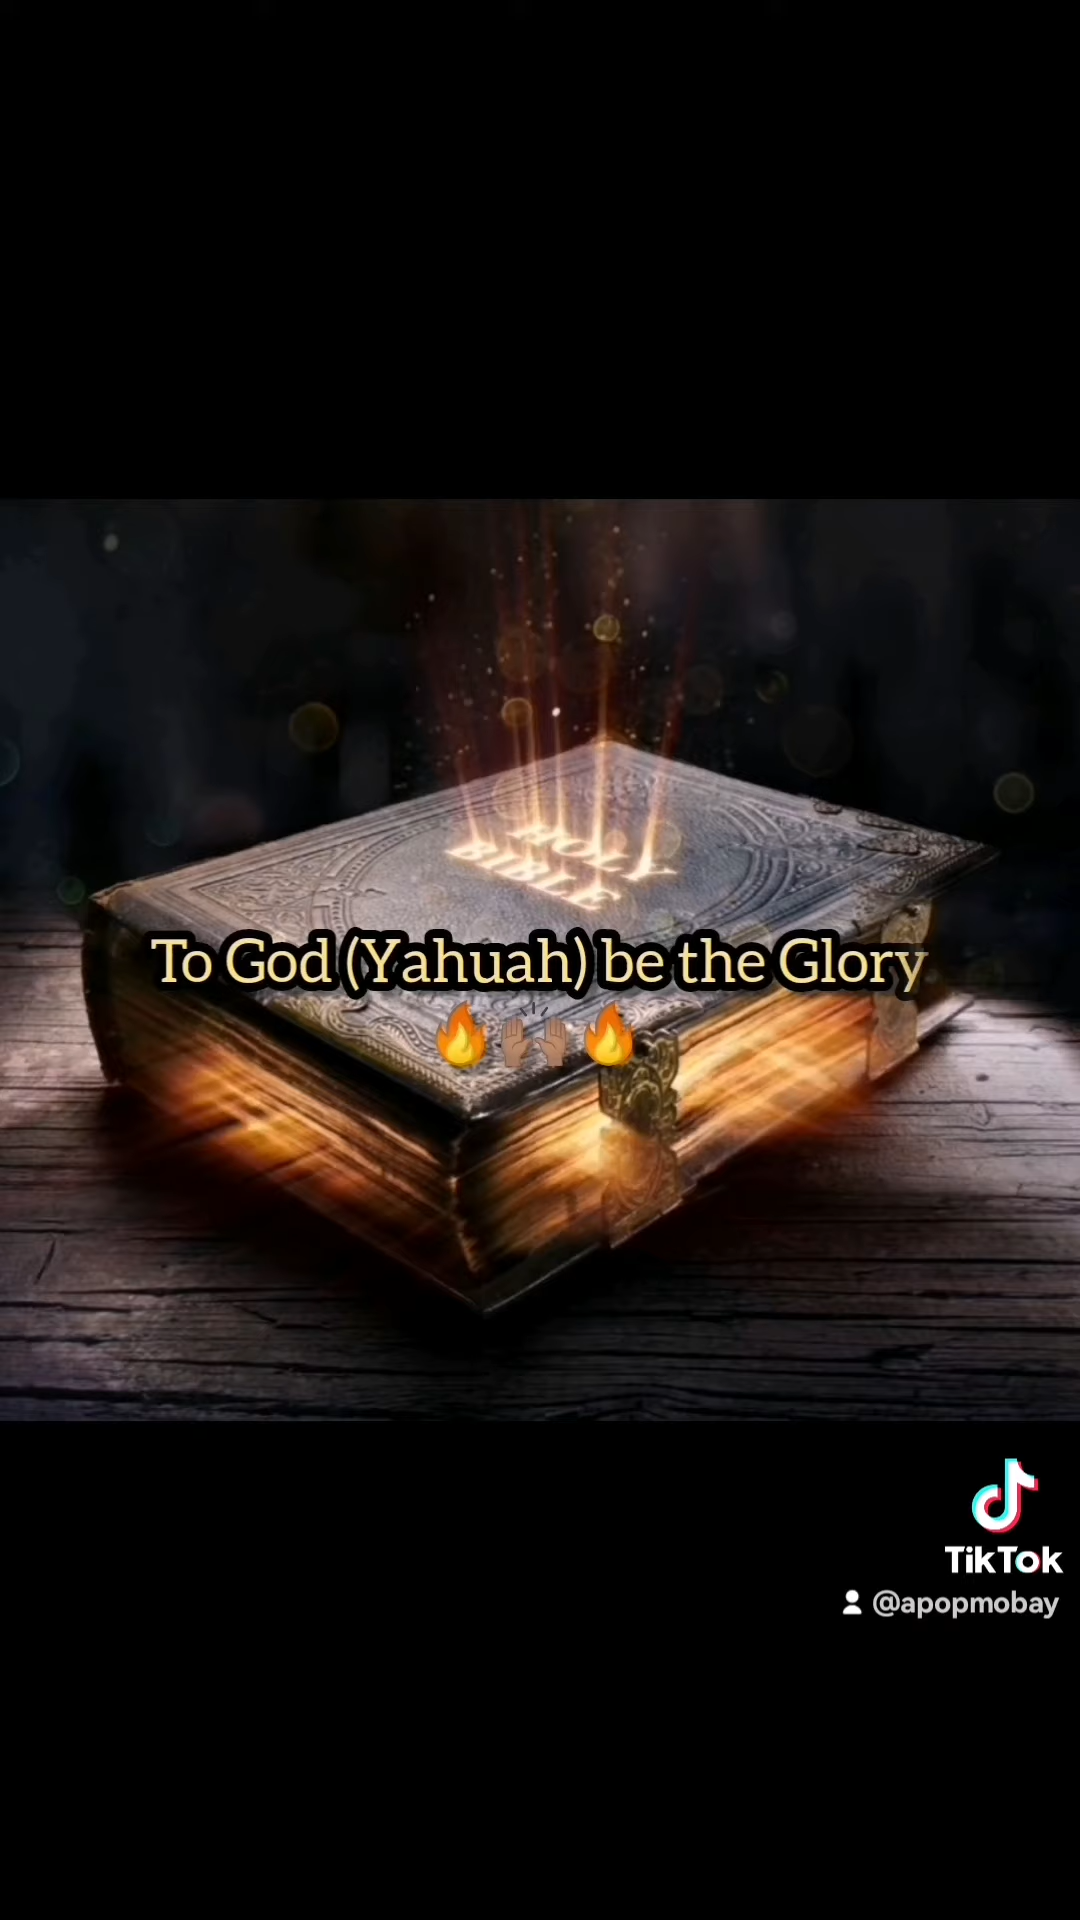 HOLY
BIBLE
To God (Yahuah) be the Glory
🔥🙌🏽🔥
TikTok
@apopmobay